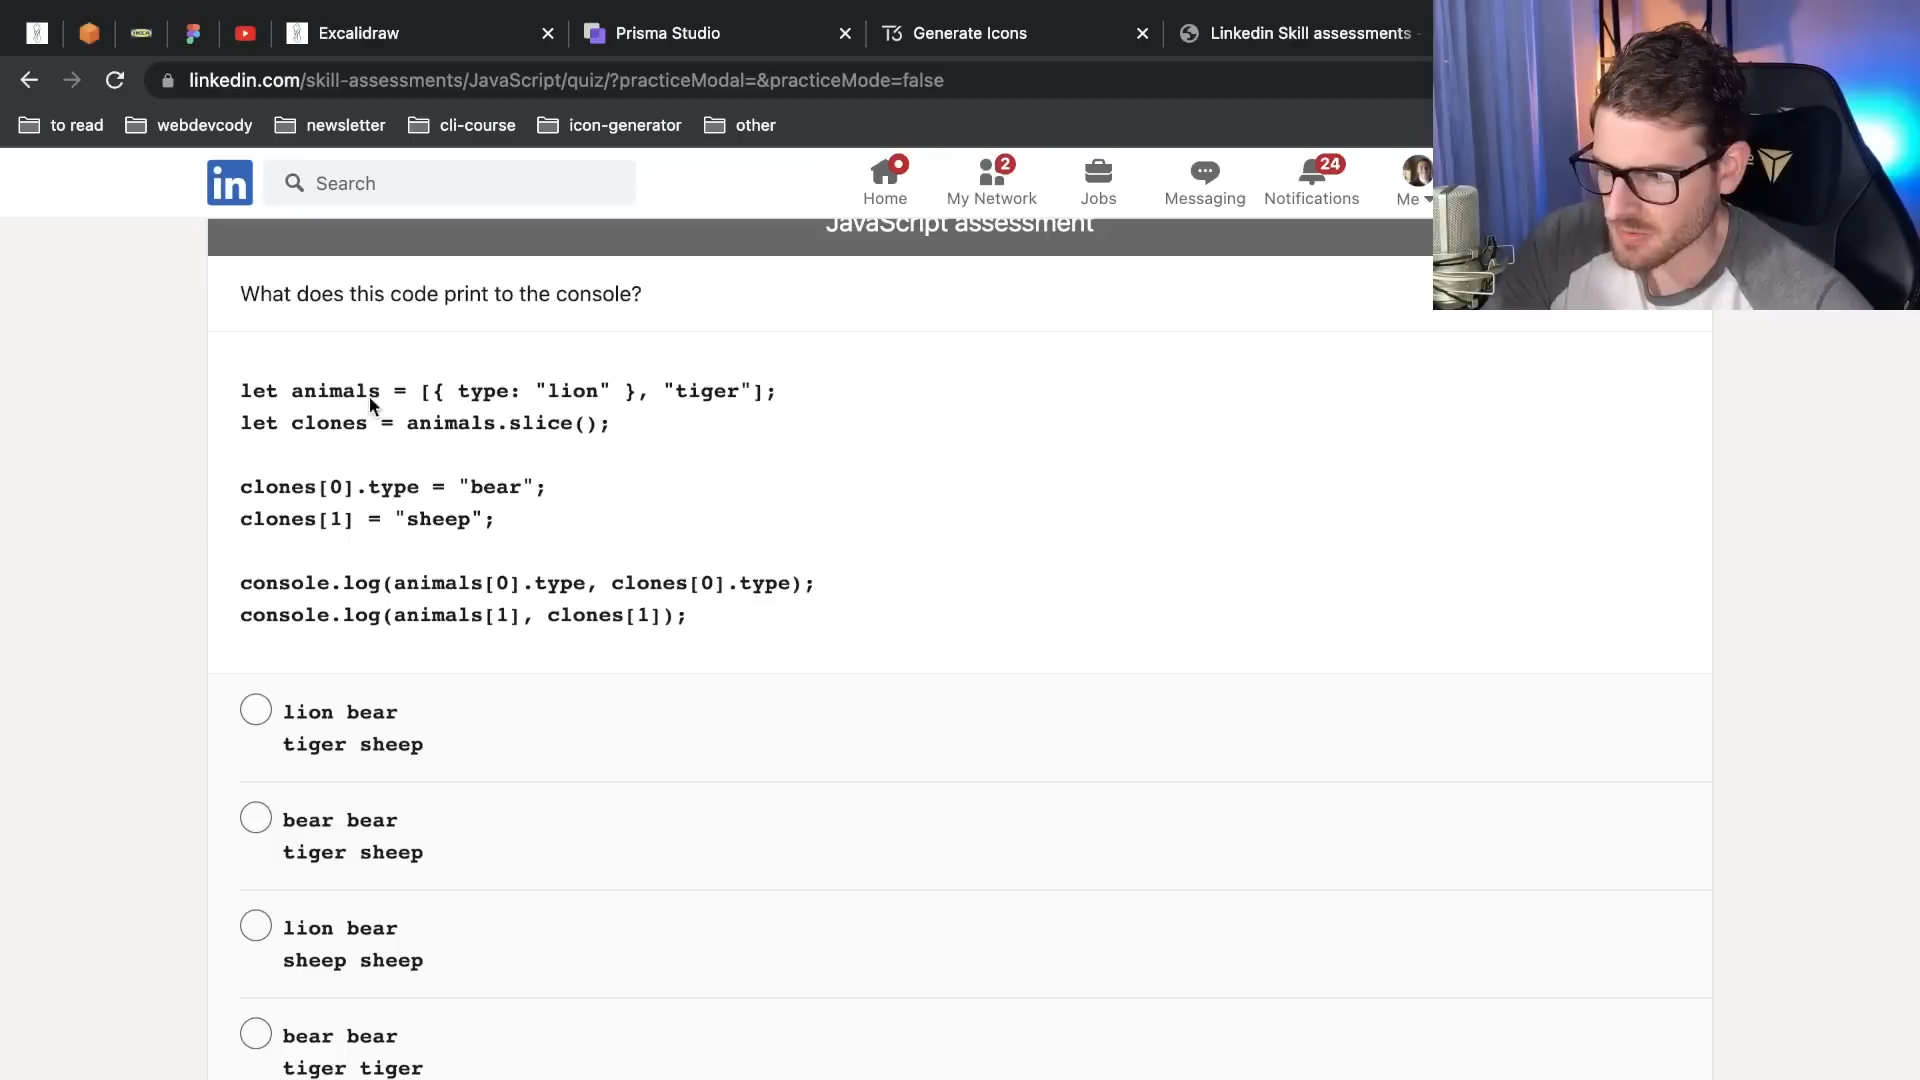 Excalidraw
Prisma Studio
T3 Generate Icons
Linkedin Skill assessments
linkedin.com/skill-assessments/JavaScript/quiz/?practiceModal=&practiceMode=false
to read webdevcody newsletter cli-course icon-generator other
in Search
2 24
Home My Network Jobs Messaging Notifications Me
JavaScript assessment
What does this code print to the console?
let animals = [{ type: "lion" }, "tiger"];
let clones = animals.slice();
clones[0].type = "bear";
clones[1] = "sheep";
console.log(animals[0].type, clones[0].type);
console.log(animals[1], clones[1]);
lion bear
tiger sheep
bear bear
tiger sheep
lion bear
sheep sheep
bear bear
tiger tiger